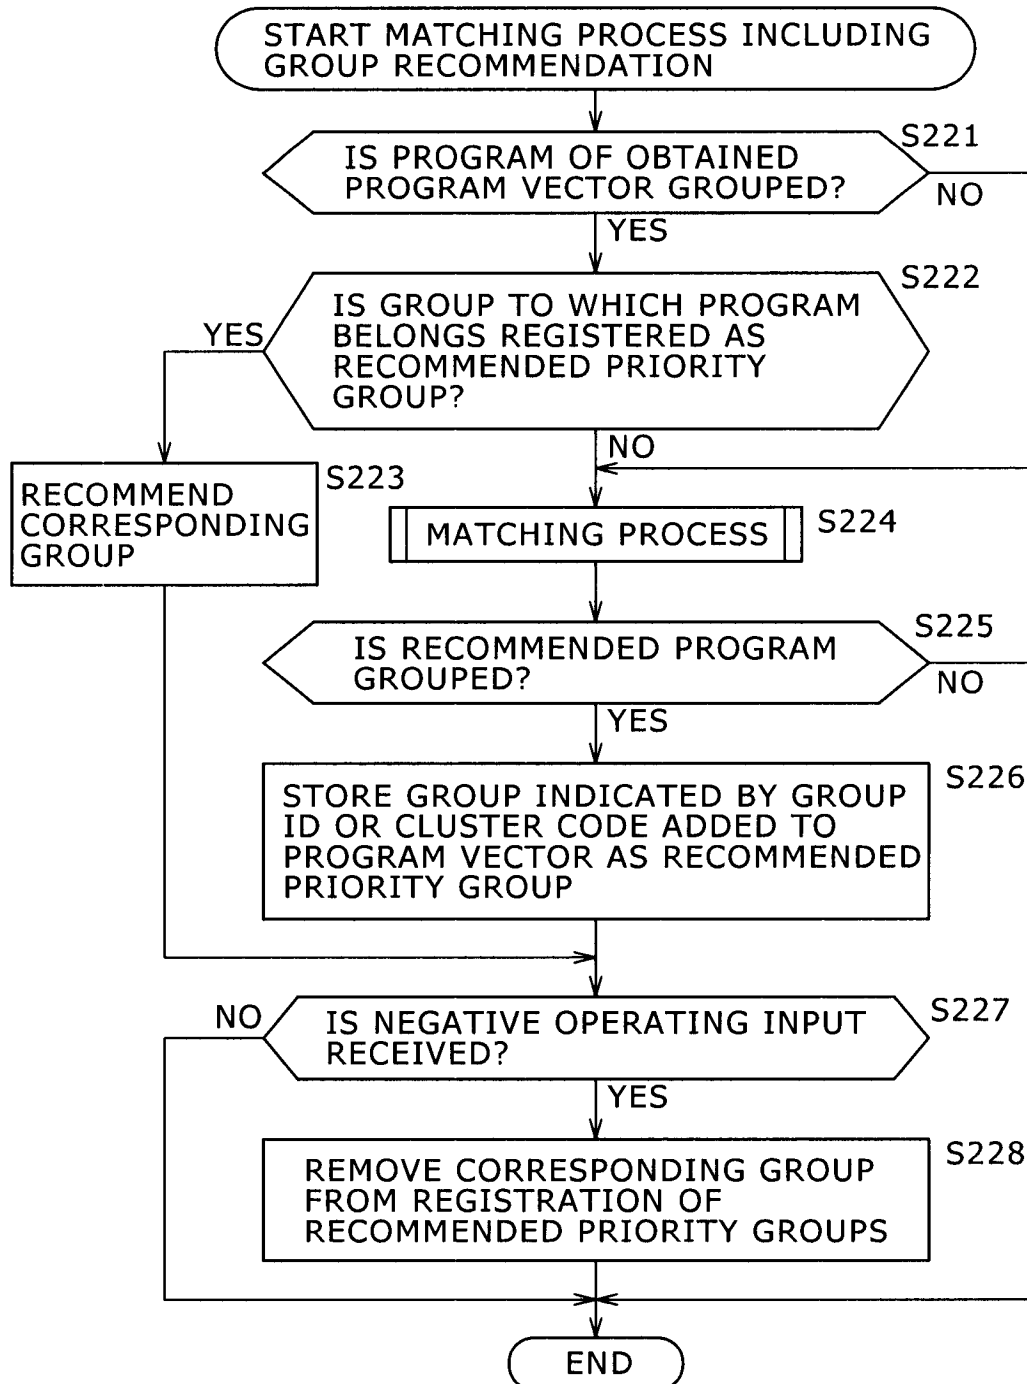 START MATCHING PROCESS INCLUDING
GROUP RECOMMENDATION
S221
IS PROGRAM OF OBTAINED
PROGRAM VECTOR GROUPED?
NO
YES
S222
IS GROUP TO WHICH PROGRAM
BELONGS REGISTERED AS
RECOMMENDED PRIORITY
GROUP?
YES
NO
S223
RECOMMEND
CORRESPONDING
GROUP
S224
MATCHING PROCESS
S225
IS RECOMMENDED PROGRAM
GROUPED?
NO
YES
S226
STORE GROUP INDICATED BY GROUP
ID OR CLUSTER CODE ADDED TO
PROGRAM VECTOR AS RECOMMENDED
PRIORITY GROUP
S227
NO
IS NEGATIVE OPERATING INPUT
RECEIVED?
YES
S228
REMOVE CORRESPONDING GROUP
FROM REGISTRATION OF
RECOMMENDED PRIORITY GROUPS
END